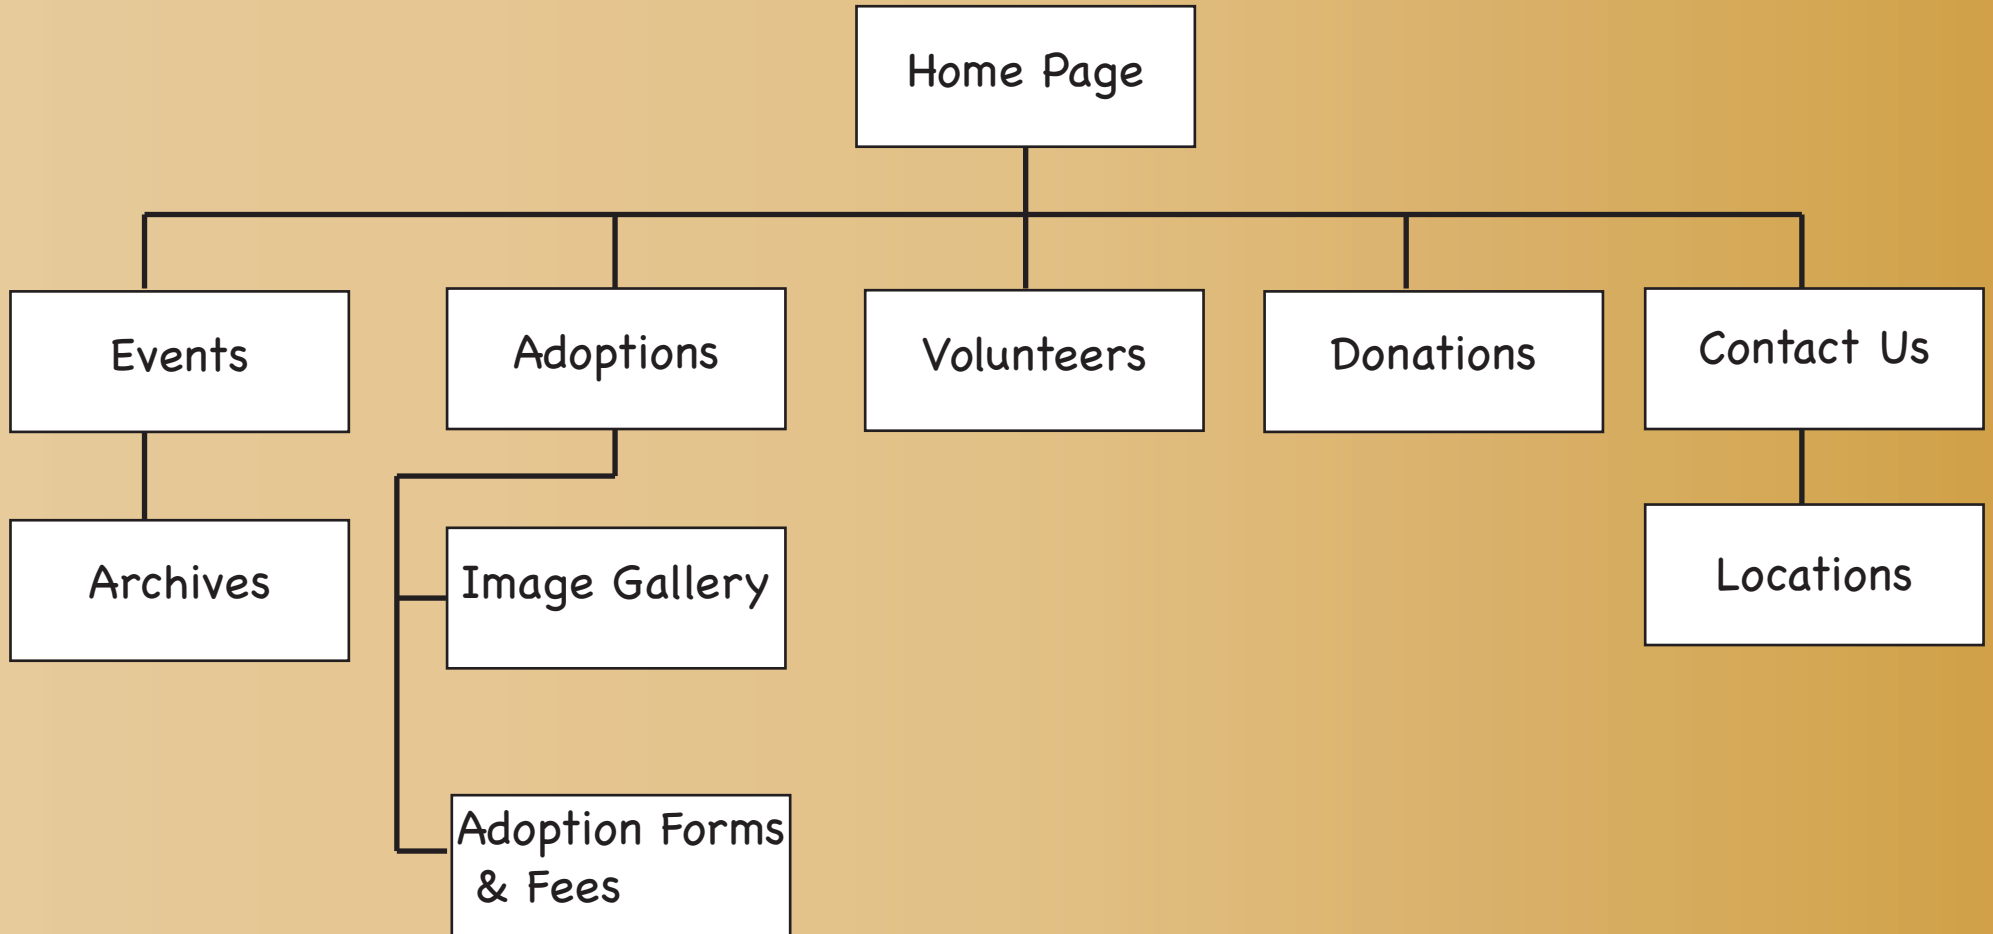 Home Page
Events
Adoptions
Volunteers
Donations
Contact Us
Archives
Image Gallery
Locations
Adoption Forms
& Fees